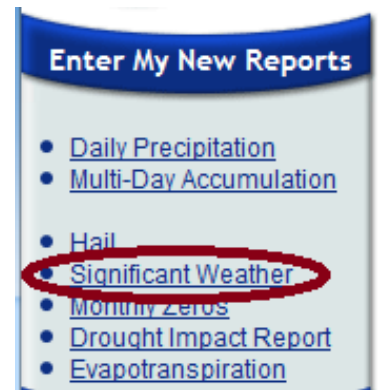 Enter My New Reports
Daily Precipitation
Multi-Day Accumulation
Hail
Significant Weather
Monthly Zeros
Drought Impact Report
Evapotranspiration